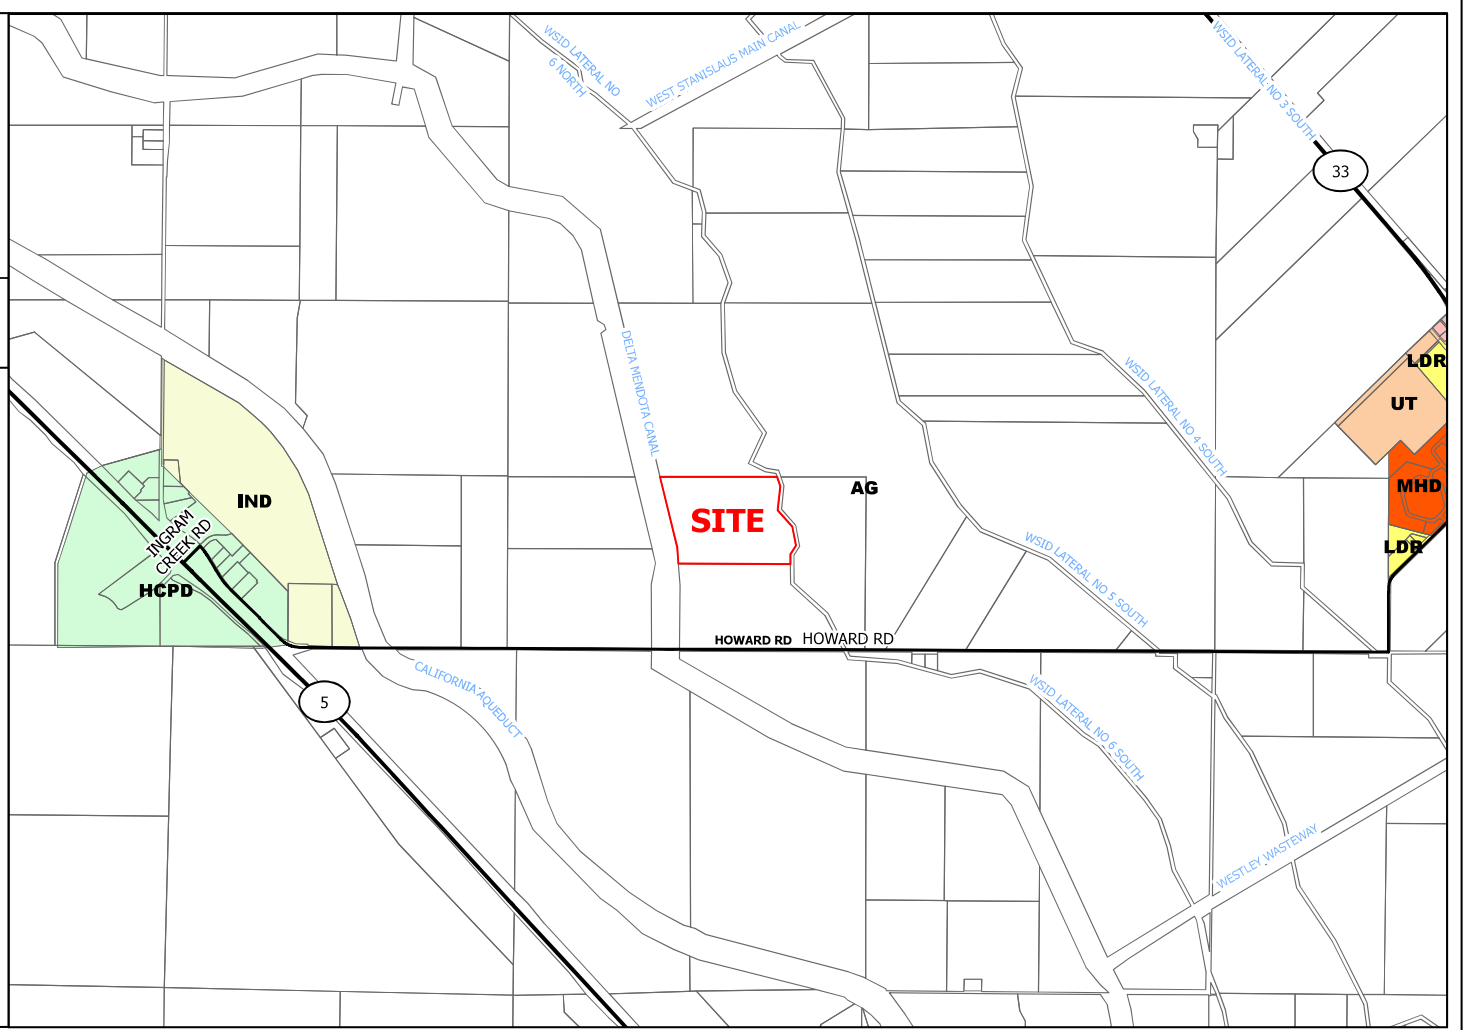 WSID LATERAL NO
6 NORTH
WEST STANISLAUS MAIN CANAL
WSID LATERAL NO 3 SOUTH
33
DELTA MENDOTA CANAL
LDR
UT
WSID LATERAL NO 4 SOUTH
MHD
AG
IND
SITE
INGRAM
CREEK RD
LDR
WSID LATERAL NO 5 SOUTH
HCPD
HOWARD RD
HOWARD RD
CALIFORNIA AQUEDUCT
5
WSID LATERAL NO 6 SOUTH
WESTLEY WASTEWAY